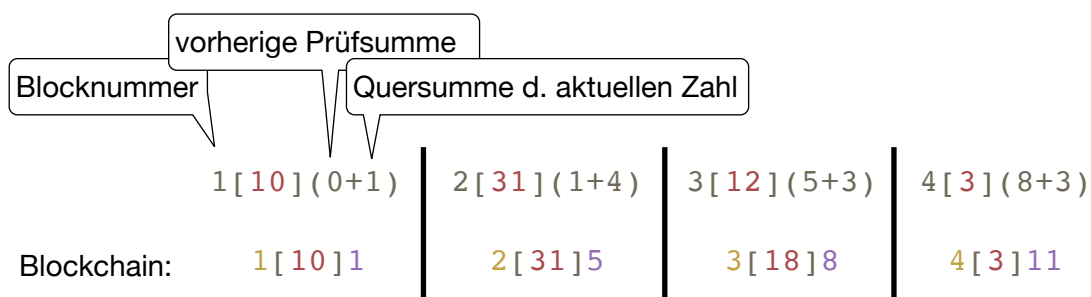 vorherige Prüfsumme
Blocknummer
Quersumme d. aktuellen Zahl
1[10](0+1) 2[31](1+4) 3[12](5+3) 4[3](8+3)
Blockchain: 1[10]1 2[31]5 3[18]8 4[3]11